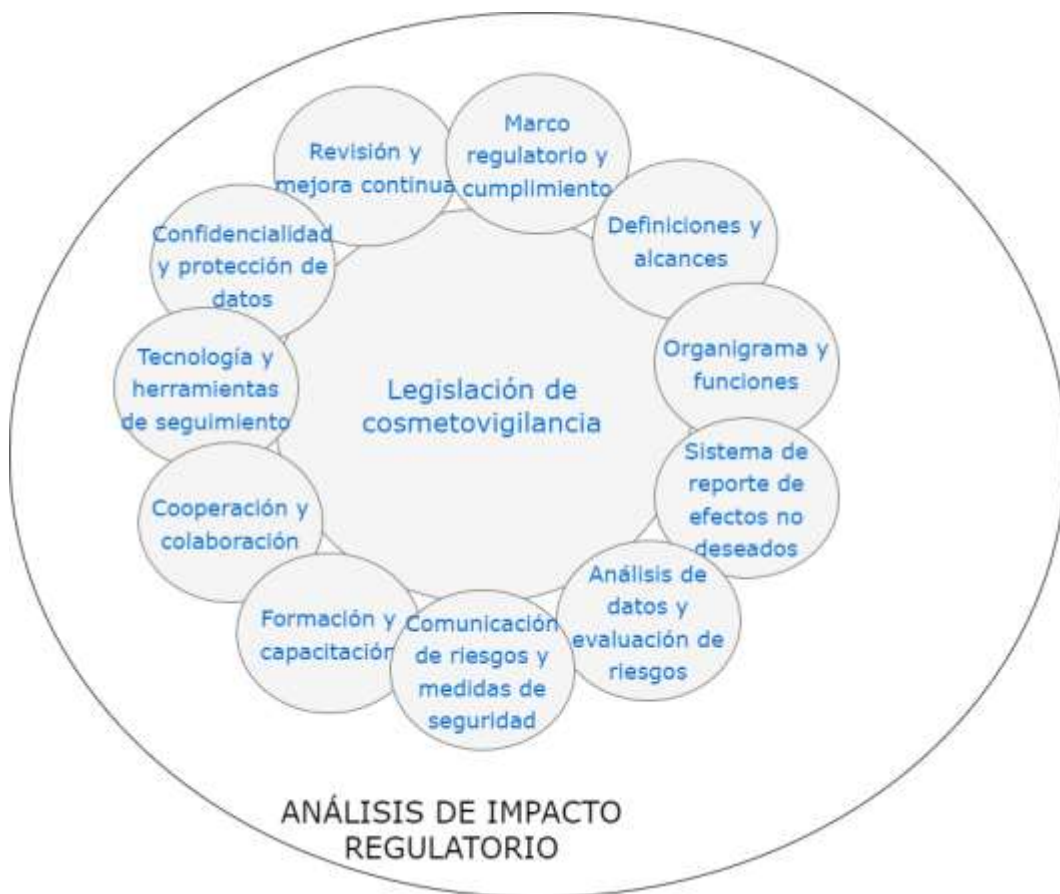 Marco
regulatorio y
cumplimiento
Definiciones y
alcances
Organigrama y
funciones
Sistema de
reporte de
efectos no
deseados
Análisis de
datos y
evaluación de
riesgos
Comunicación
de riesgos y
medidas de
seguridad
Formación y
capacitación
Cooperación y
colaboración
Tecnología y
herramientas
de seguimiento
Confidencialidad
y protección de
datos
Revisión y
mejora continua
Legislación de
cosmetovigilancia
ANÁLISIS DE IMPACTO
REGULATORIO